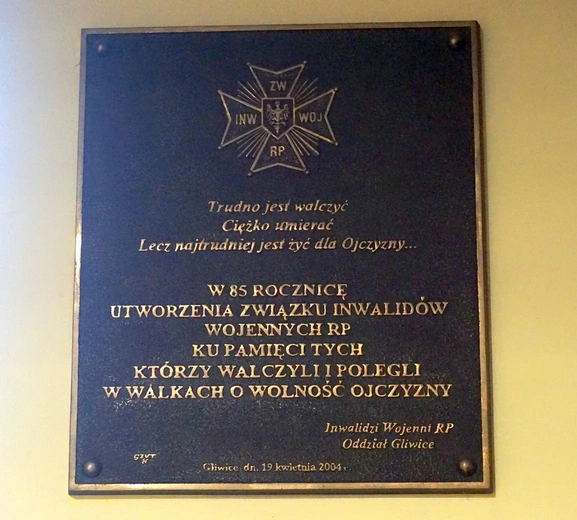 ZW
INW WOJ
RP
Trudno jest walczyć
Ciężko umierać
Lecz najtrudniej jest żyć dla Ojczyzny...
W 85 ROCZNICĘ
UTWORZENIA ZWIĄZKU INWALIDÓW
WOJENNYCH RP
KU PAMIĘCI TYCH
KTÓRZY WALCZYLI I POLEGLI
W WALKACH O WOLNOŚĆ OJCZYZNY
Inwalidzi Wojenni RP
Oddział Gliwice
Gliwice, dn. 19 kwietnia 2004 r.